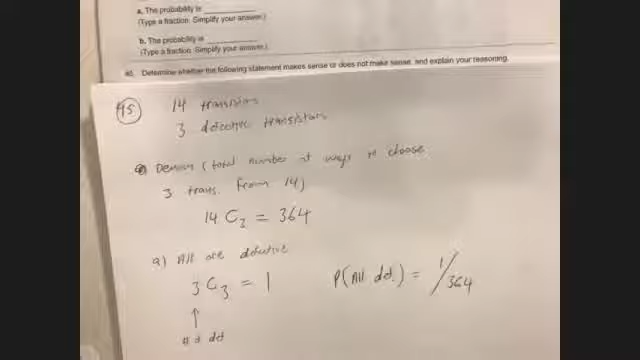 a. The probability is
(Type a fraction. Simplify your answer.)
b. The probability is
(Type a fraction. Simplify your answer.)
Determine whether the following statement makes sense or does not make sense, and explain your reasoning.
45 14 transistors
3 defective transistors
Denom (total number of ways to choose
3 trans. from 14)
14 C3 = 364
a) All are defective
3 C3 = 1 P(All def.) = 1/364
↑
# of def